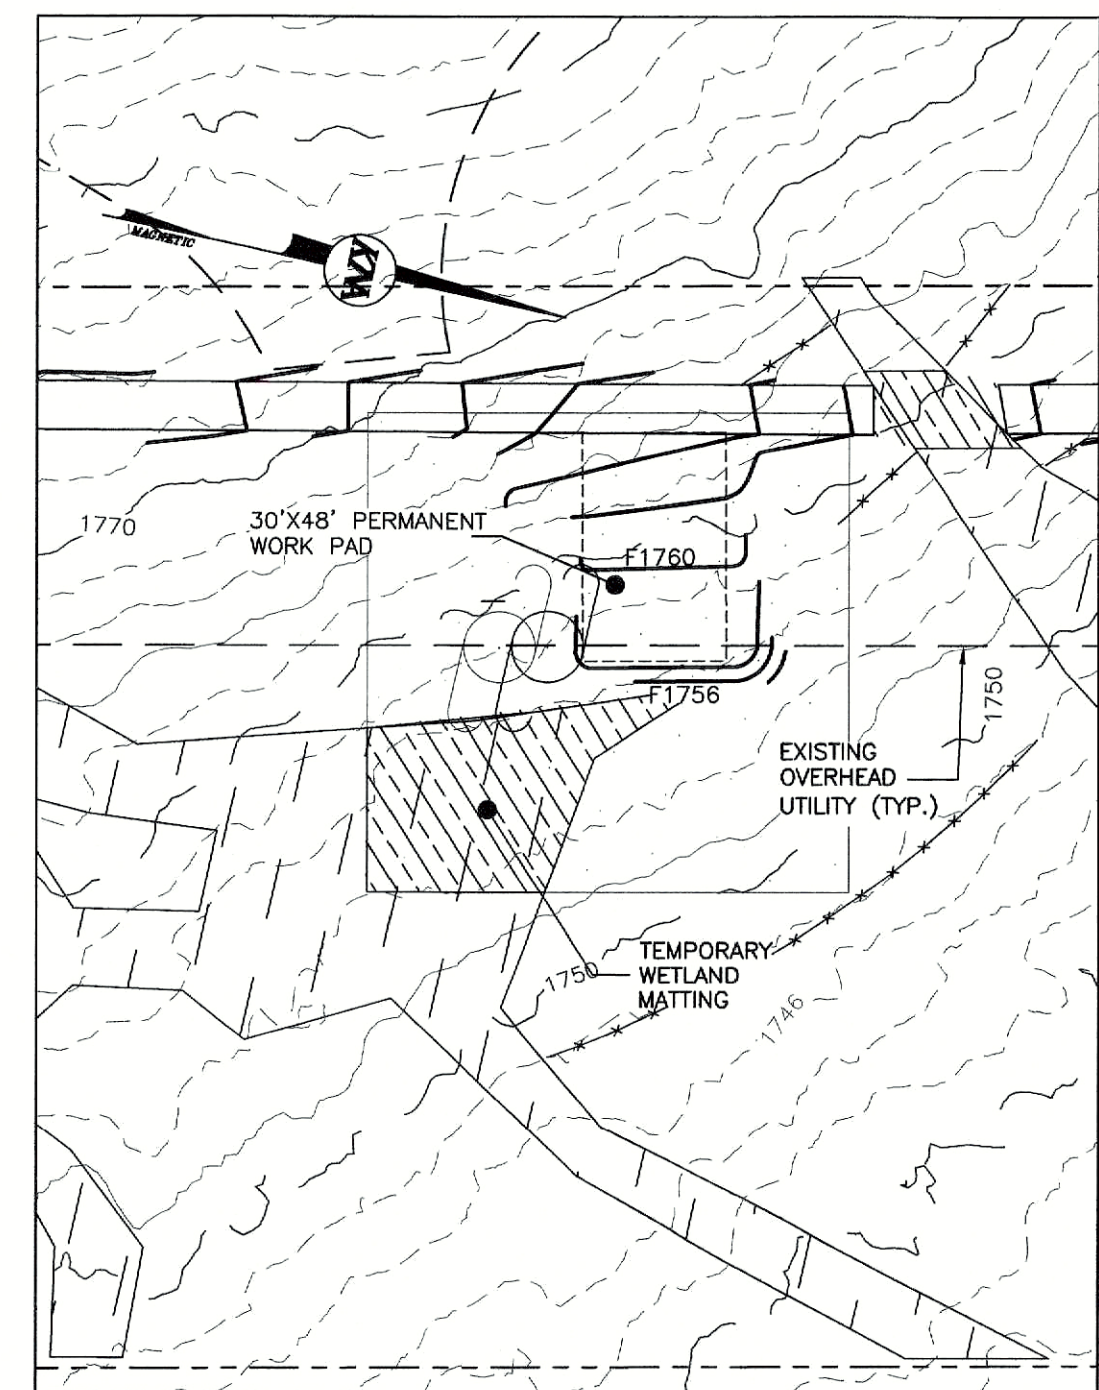 MAGNETIC
VKY
1770
30'X48' PERMANENT
WORK PAD
F1760
F1756
1750
EXISTING
OVERHEAD
UTILITY (TYP.)
TEMPORARY
WETLAND
MATTING
1750
1746